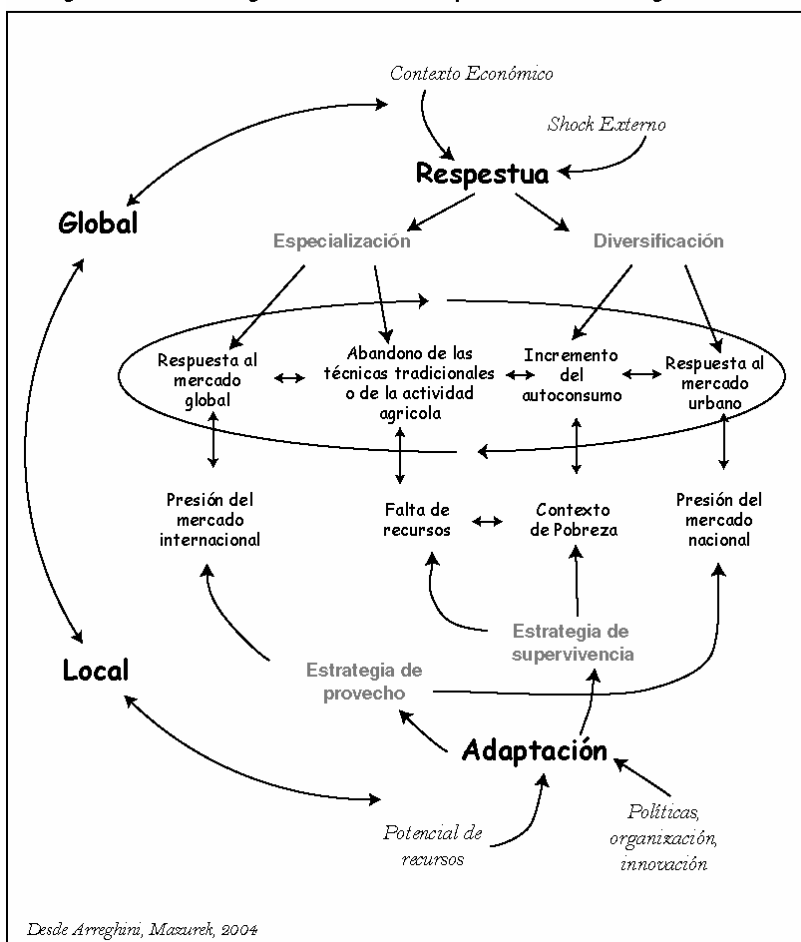 Contexto Económico
Shock Externo
Respestua
Global
Especialización
Diversificación
Respuesta al
mercado
global
Abandono de las
técnicas tradicionales
o de la actividad
agricola
Incremento
del
autoconsumo
Respuesta al
mercado
urbano
Presión del
mercado
internacional
Falta de
recursos
Contexto
de Pobreza
Presión del
mercado
nacional
Estrategia de
supervivencia
Local
Estrategia de
provecho
Adaptación
Potencial de
recursos
Políticas,
organización,
innovación
Desde Arreghini, Mazurek, 2004